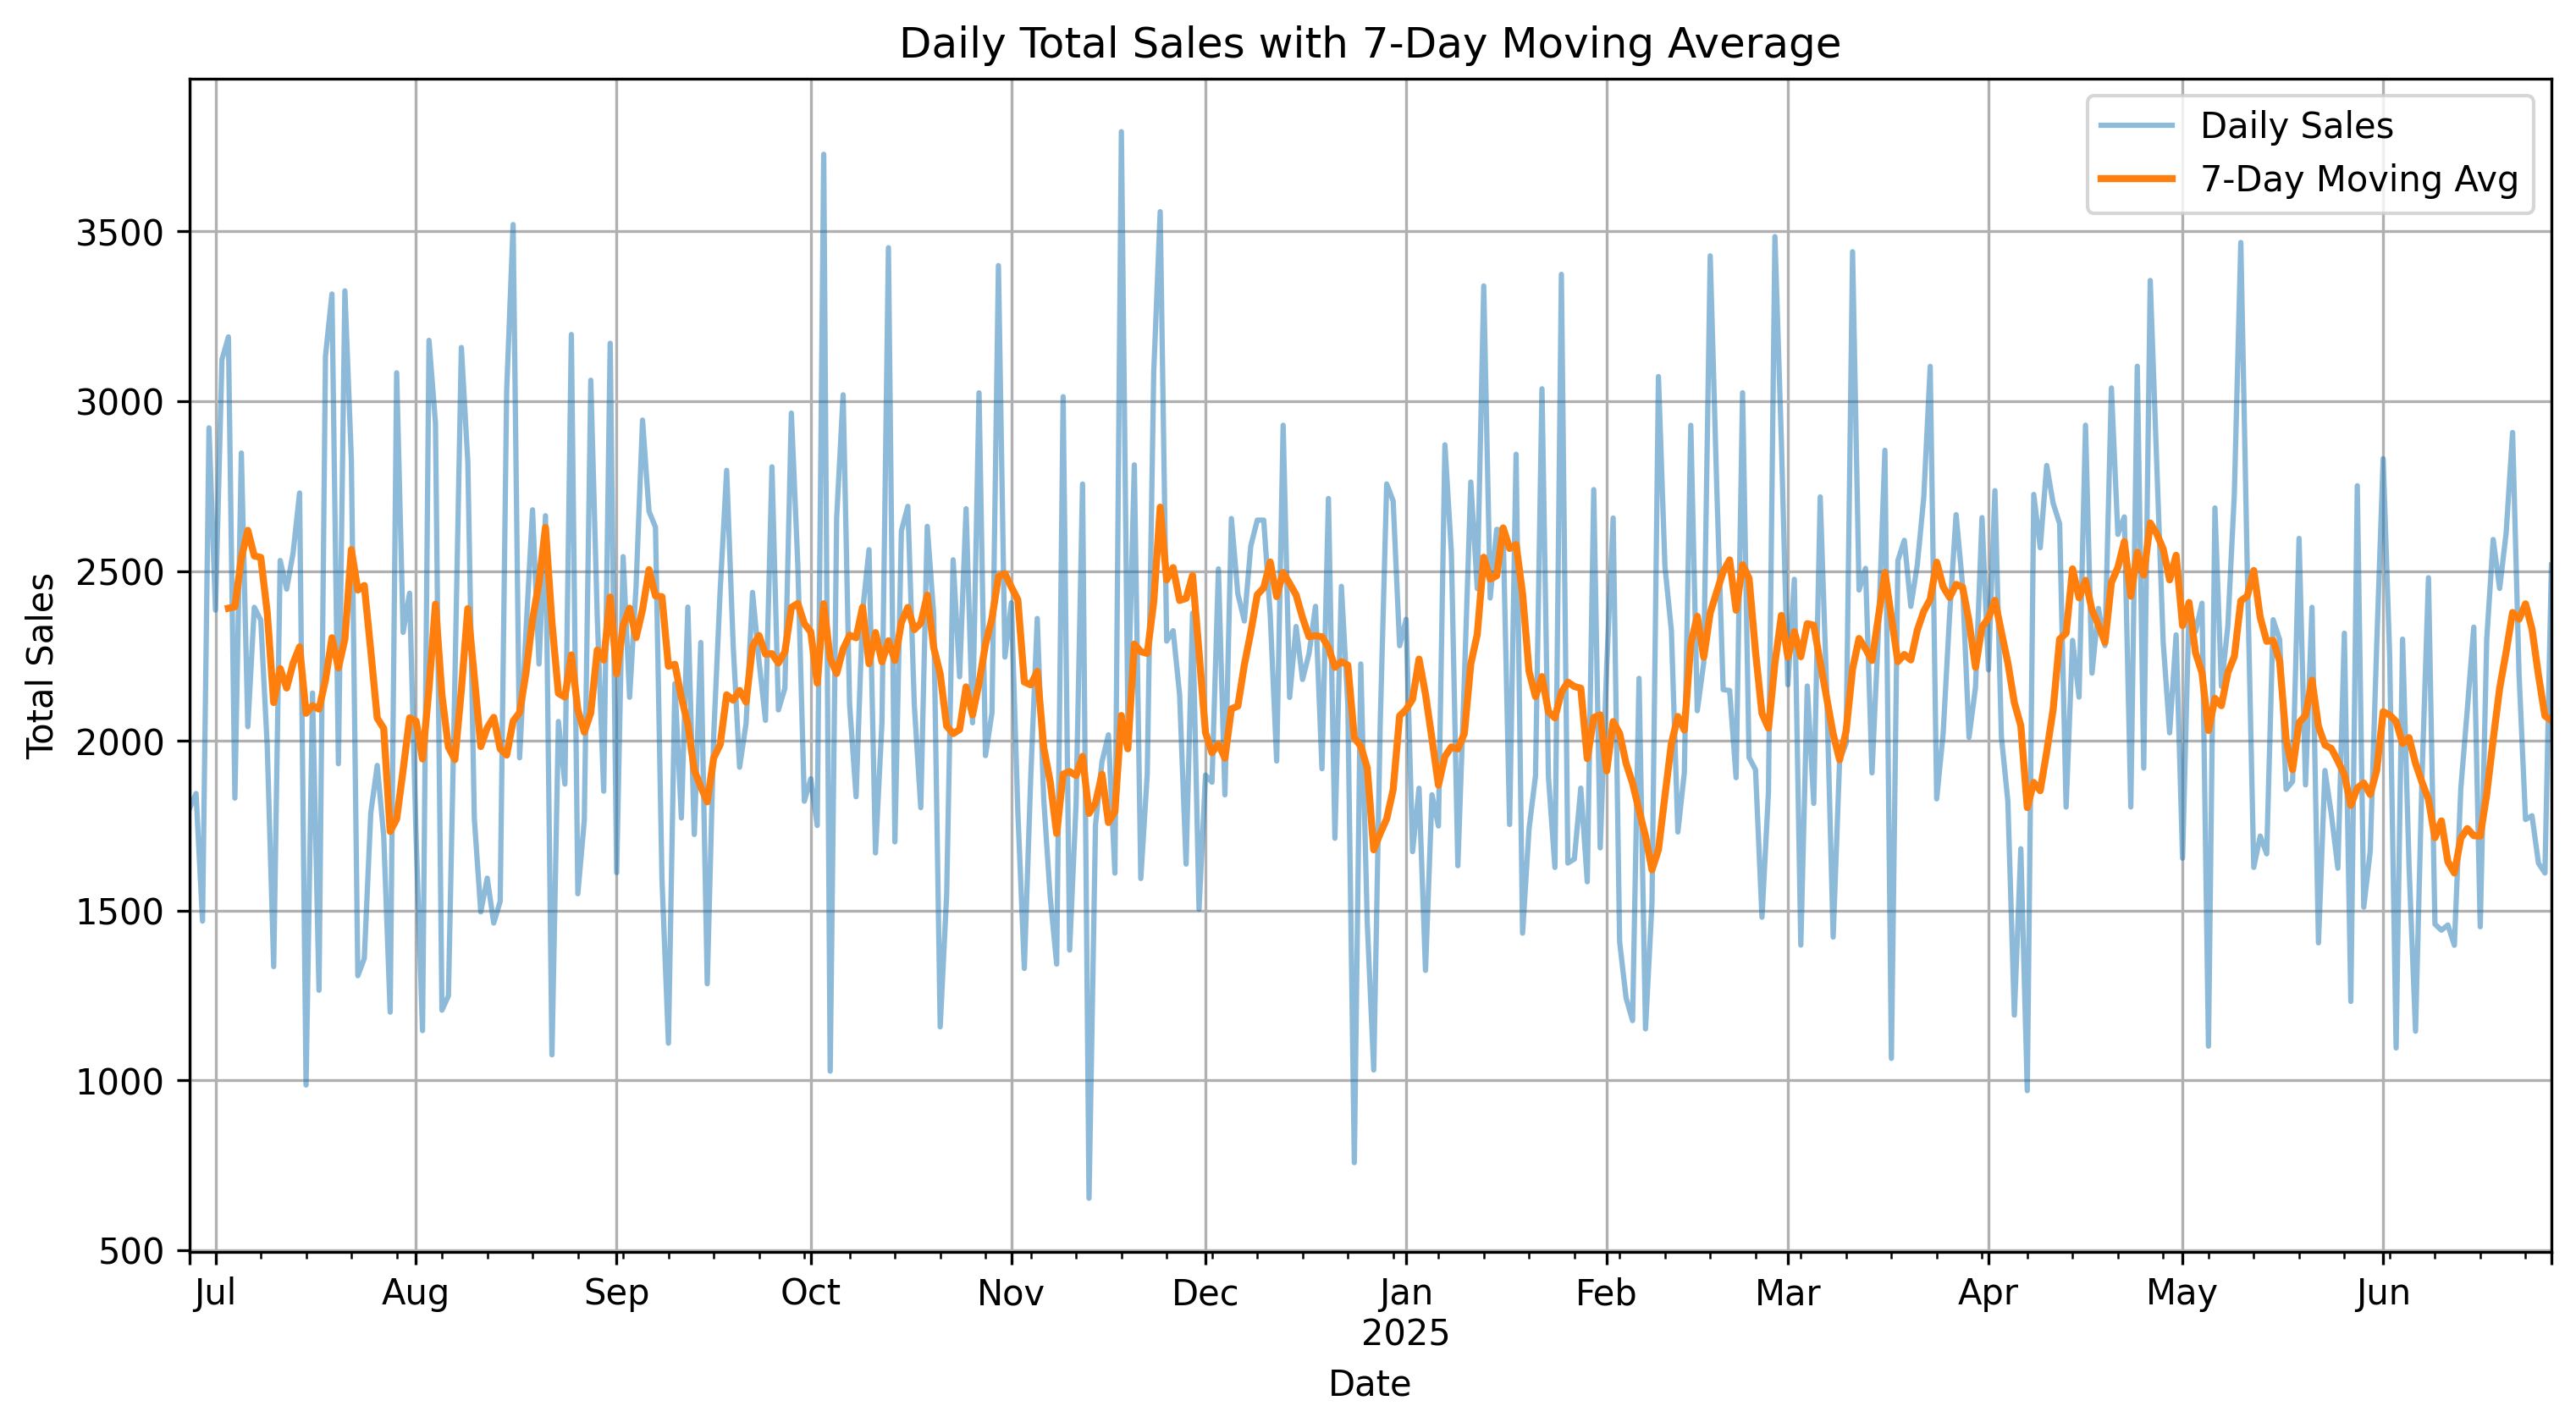 Daily Total Sales with 7-Day Moving Average
Daily Sales
7-Day Moving Avg
Total Sales
3500
3000
2500
2000
1500
1000
500
Jul Aug Sep Oct Nov Dec Jan Feb Mar Apr May Jun
2025
Date